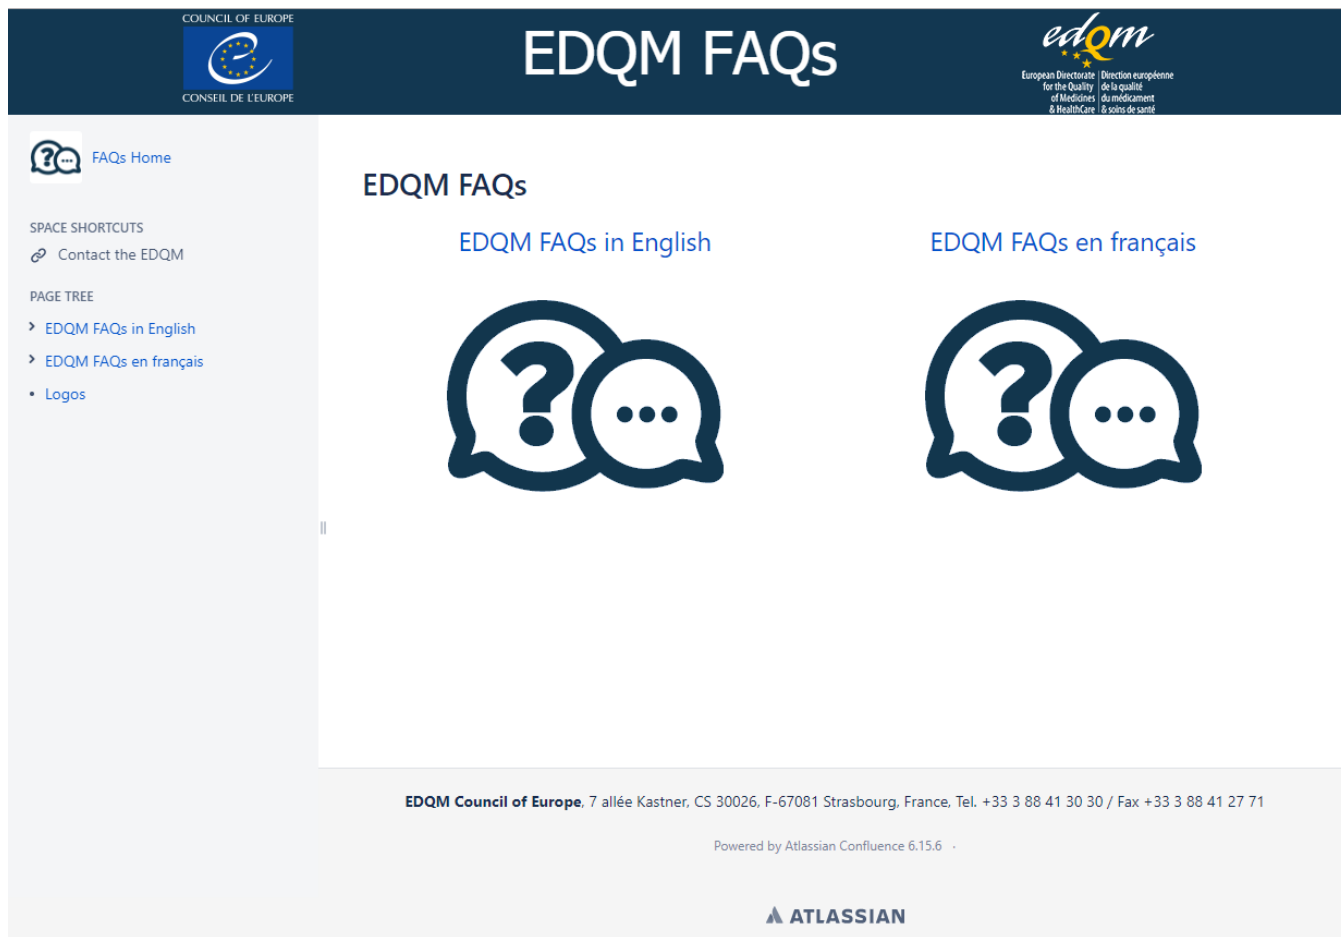 COUNCIL OF EUROPE
CONSEIL DE L'EUROPE
EDQM FAQs
edqm
European Directorate | Direction européenne
for the Quality | de la qualité
of Medicines | du médicament
& HealthCare | & soins de santé
FAQs Home
SPACE SHORTCUTS
Contact the EDQM
PAGE TREE
EDQM FAQs in English
EDQM FAQs en français
Logos
EDQM FAQs
EDQM FAQs in English
EDQM FAQs en français
EDQM Council of Europe, 7 allée Kastner, CS 30026, F-67081 Strasbourg, France, Tel. +33 3 88 41 30 30 / Fax +33 3 88 41 27 71
Powered by Atlassian Confluence 6.15.6 ·
ATLASSIAN